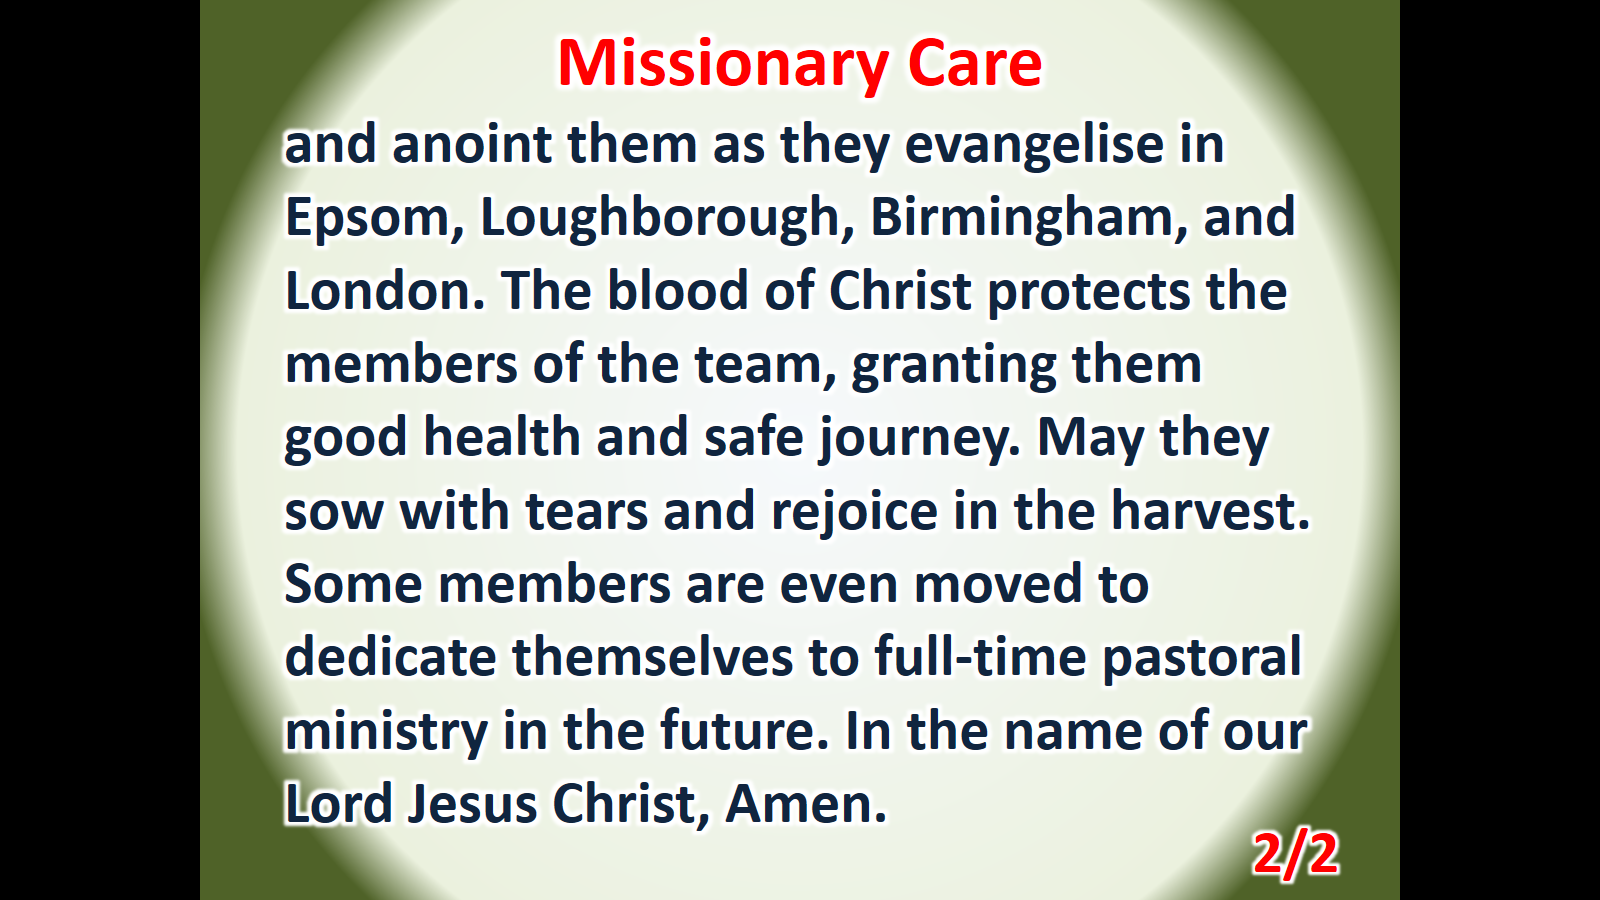 Missionary Care
and anoint them as they evangelise in
Epsom, Loughborough, Birmingham, and
London. The blood of Christ protects the
members of the team, granting them
good health and safe journey. May they
sow with tears and rejoice in the harvest.
Some members are even moved to
dedicate themselves to full-time pastoral
ministry in the future. In the name of our
Lord Jesus Christ, Amen.
2/2